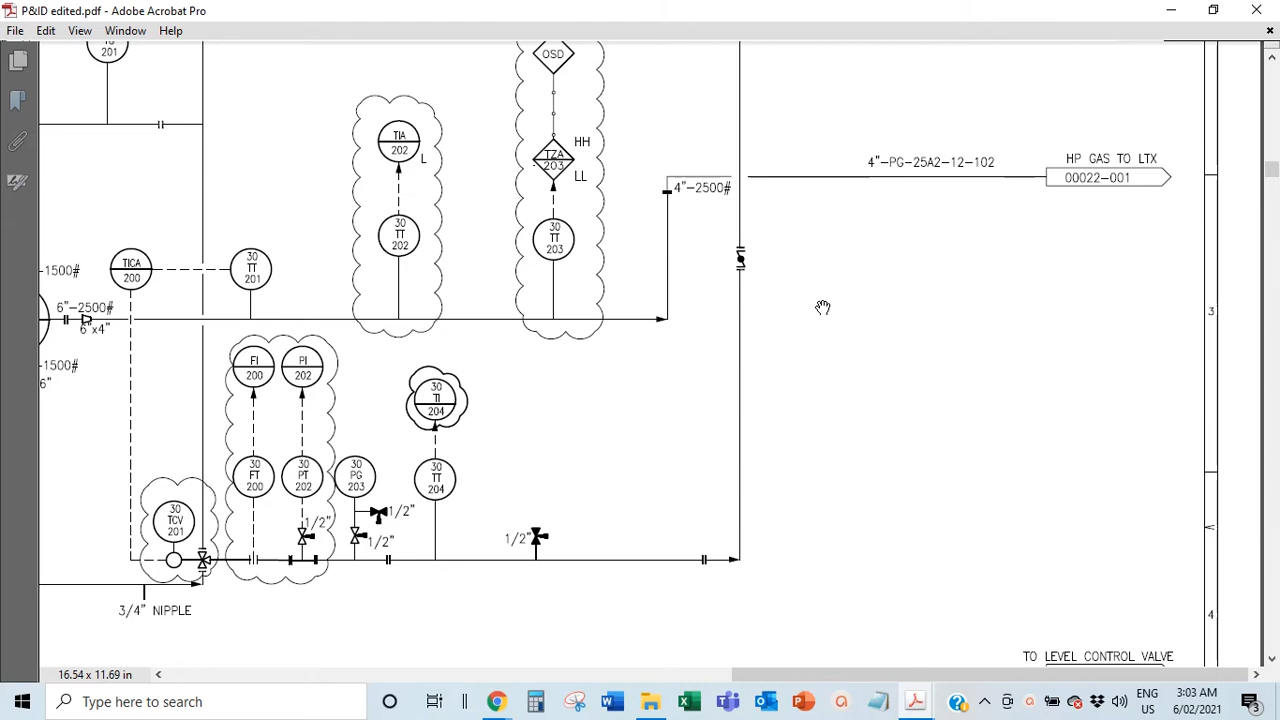 P&ID edited.pdf - Adobe Acrobat Pro
File Edit View Window Help
201
OSD
TIA
202
L
HH
TZA
203
LL
4"-PG-25A2-12-102
HP GAS TO LTX
00022-001
4"-2500#
30
TT
202
30
TT
203
-1500#
TICA
200
30
TT
201
6"-2500#
6"x4"
3
-1500#
6"
FI
200
PI
202
30
TI
204
30
FT
200
30
PT
202
30
PG
203
30
TT
204
30
TCV
201
1/2"
1/2"
1/2"
1/2"
3/4" NIPPLE
4
TO LEVEL CONTROL VALVE
16.54 x 11.69 in
Type here to search
ENG
US
3:03 AM
6/02/2021
3